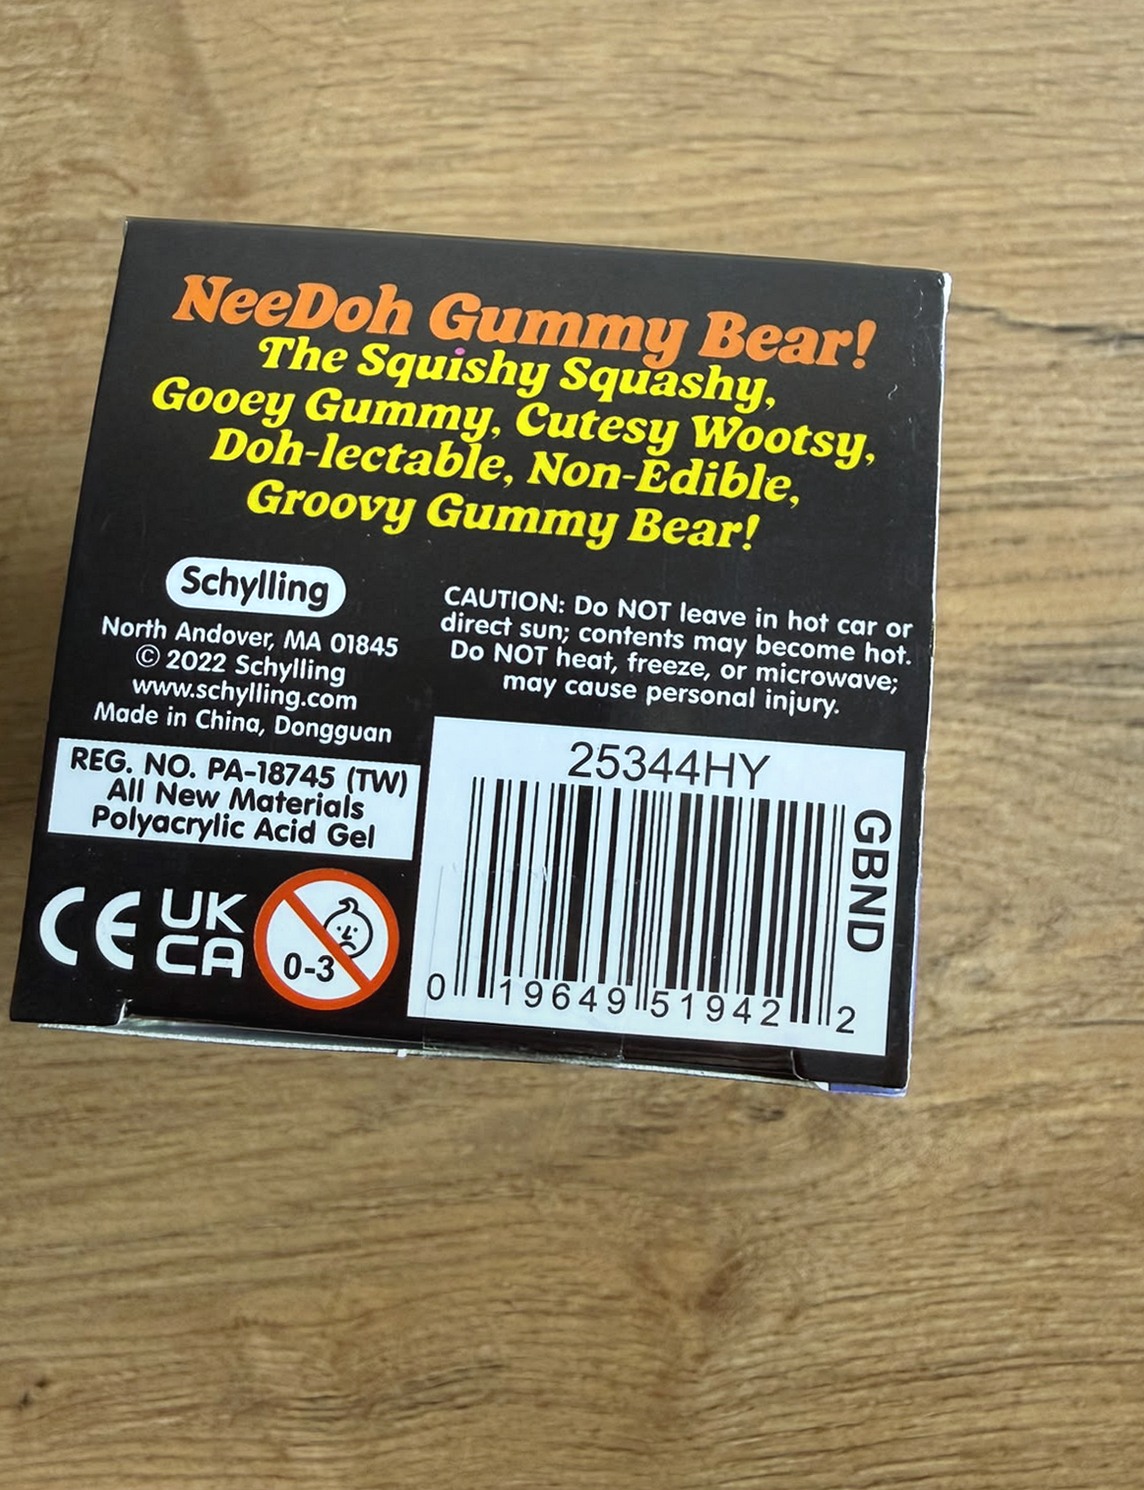 NeeDoh Gummy Bear!
The Squishy Squashy,
Gooey Gummy, Cutesy Wootsy,
Doh-lectable, Non-Edible,
Groovy Gummy Bear!
Schylling
North Andover, MA 01845
© 2022 Schylling
www.schylling.com
Made in China, Dongguan
REG. NO. PA-18745 (TW)
All New Materials
Polyacrylic Acid Gel
CE
UK
CA
0-3
CAUTION: Do NOT leave in hot car or
direct sun; contents may become hot.
Do NOT heat, freeze, or microwave;
may cause personal injury.
25344HY
GBND
0 19649 51942 2